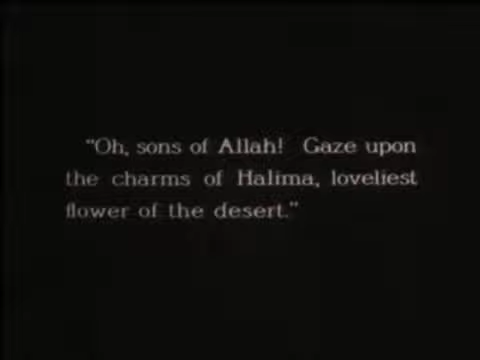 "Oh, sons of Allah! Gaze upon
the charms of Halima, loveliest
flower of the desert."